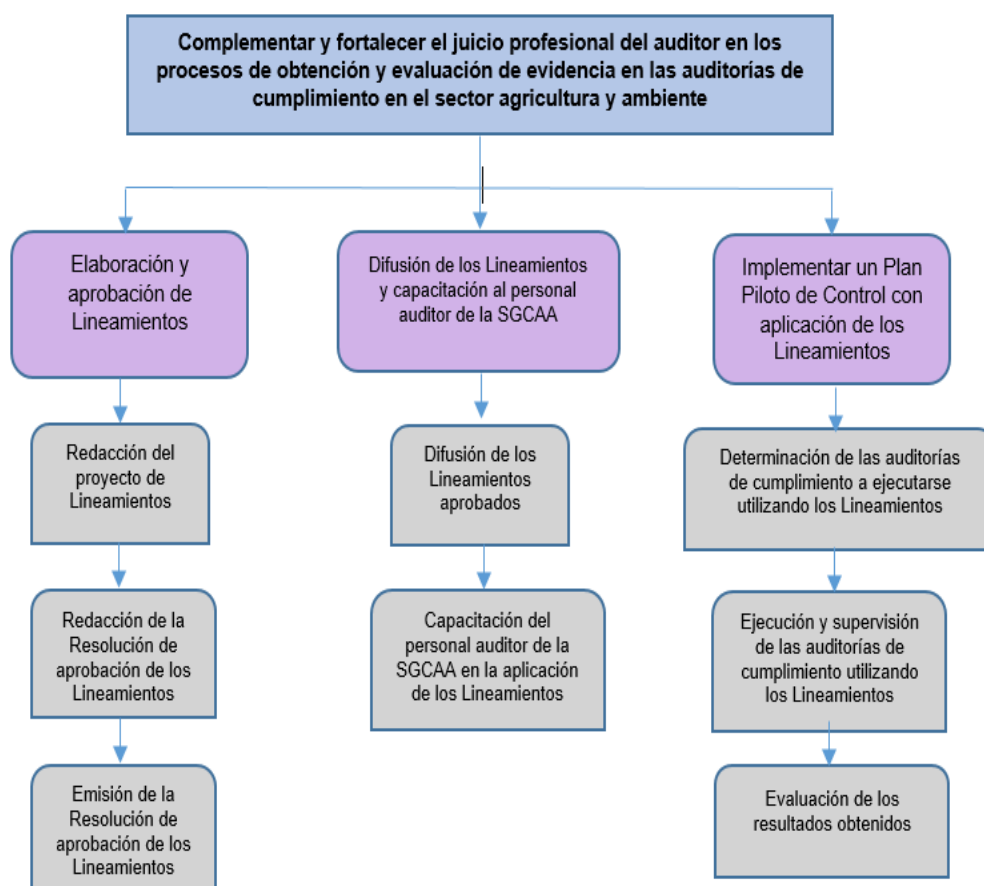 Complementar y fortalecer el juicio profesional del auditor en los
procesos de obtención y evaluación de evidencia en las auditorías de
cumplimiento en el sector agricultura y ambiente
Elaboración y
aprobación de
Lineamientos
Redacción del
proyecto de
Lineamientos
Redacción de la
Resolución de
aprobación de los
Lineamientos
Emisión de la
Resolución de
aprobación de los
Lineamientos
Difusión de los Lineamientos
y capacitación al personal
auditor de la SGCAA
Difusión de los
Lineamientos
aprobados
Capacitación del
personal auditor de la
SGCAA en la aplicación
de los Lineamientos
Implementar un Plan
Piloto de Control con
aplicación de los
Lineamientos
Determinación de las auditorías
de cumplimiento a ejecutarse
utilizando los Lineamientos
Ejecución y supervisión
de las auditorías de
cumplimiento utilizando
los Lineamientos
Evaluación de los
resultados obtenidos